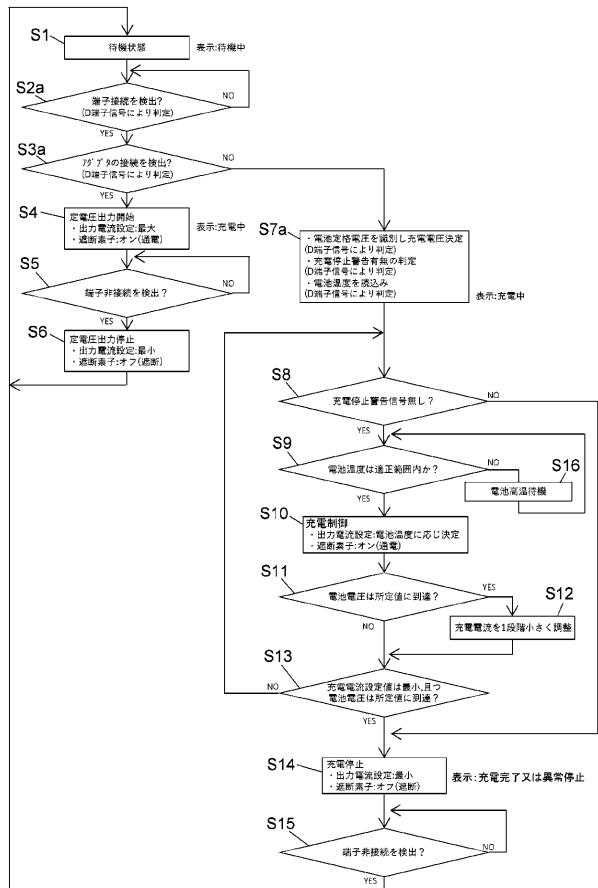 S1
待機状態
表示:待機中
S2a
端子接続を検出?
(D端子信号により判定)
NO
YES
S3a
アダプタの接続を検出?
(D端子信号により判定)
NO
YES
S4
定電圧出力開始
・出力電流設定:最大
・遮断素子:オン(通電)
表示:充電中
S5
端子非接続を検出?
NO
YES
S6
定電圧出力停止
・出力電流設定:最小
・遮断素子:オフ(遮断)
S7a
・電池定格電圧を識別し充電電圧決定
(D端子信号により判定)
・充電停止警告有無の判定
(D端子信号により判定)
・電池温度を読込み
(D端子信号により判定)
表示:充電中
S8
充電停止警告信号無し?
NO
YES
S9
電池温度は適正範囲内か?
NO
YES
S16
電池高温待機
S10
充電制御
・出力電流設定:電池温度に応じ決定
・遮断素子:オン(通電)
S11
電池電圧は所定値に到達?
YES
NO
S12
充電電流を1段階小さく調整
S13
充電電流設定値は最小,且つ
電池電圧は所定値に到達?
NO
YES
S14
充電停止
・出力電流設定:最小
・遮断素子:オフ(遮断)
表示:充電完了又は異常停止
S15
端子非接続を検出?
NO
YES